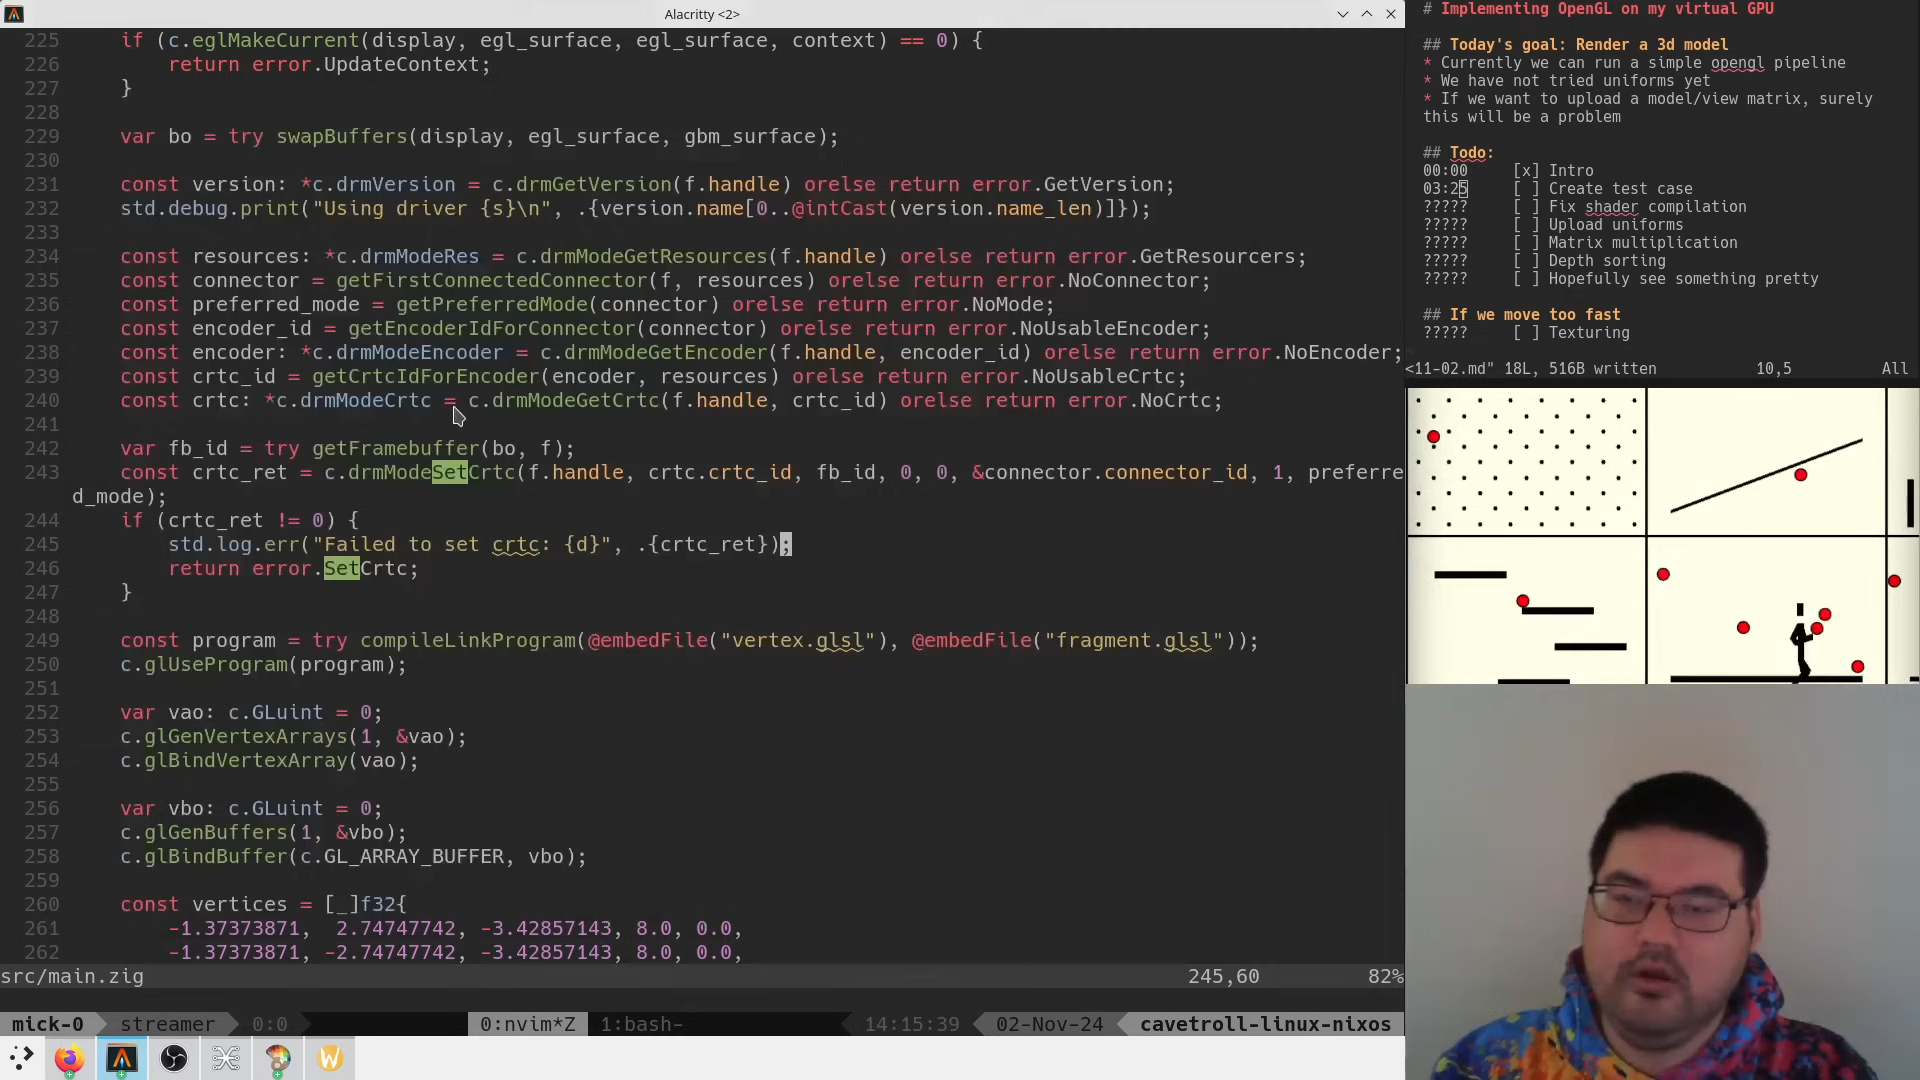 Alacritty <2>
225 if (c.eglMakeCurrent(display, egl_surface, egl_surface, context) == 0) {
226 return error.UpdateContext;
227 }
228
229 var bo = try swapBuffers(display, egl_surface, gbm_surface);
230
231 const version: *c.drmVersion = c.drmGetVersion(f.handle) orelse return error.GetVersion;
232 std.debug.print("Using driver {s}\n", .{version.name[0..@intCast(version.name_len)]});
233
234 const resources: *c.drmModeRes = c.drmModeGetResources(f.handle) orelse return error.GetResourcers;
235 const connector = getFirstConnectedConnector(f, resources) orelse return error.NoConnector;
236 const preferred_mode = getPreferredMode(connector) orelse return error.NoMode;
237 const encoder_id = getEncoderIdForConnector(connector) orelse return error.NoUsableEncoder;
238 const encoder: *c.drmModeEncoder = c.drmModeGetEncoder(f.handle, encoder_id) orelse return error.NoEncoder;
239 const crtc_id = getCrtcIdForEncoder(encoder, resources) orelse return error.NoUsableCrtc;
240 const crtc: *c.drmModeCrtc = c.drmModeGetCrtc(f.handle, crtc_id) orelse return error.NoCrtc;
241
242 var fb_id = try getFramebuffer(bo, f);
243 const crtc_ret = c.drmModeSetCrtc(f.handle, crtc.crtc_id, fb_id, 0, 0, &connector.connector_id, 1, preferre
d_mode);
244 if (crtc_ret != 0) {
245 std.log.err("Failed to set crtc: {d}", .{crtc_ret});
246 return error.SetCrtc;
247 }
248
249 const program = try compileLinkProgram(@embedFile("vertex.glsl"), @embedFile("fragment.glsl"));
250 c.glUseProgram(program);
251
252 var vao: c.GLuint = 0;
253 c.glGenVertexArrays(1, &vao);
254 c.glBindVertexArray(vao);
255
256 var vbo: c.GLuint = 0;
257 c.glGenBuffers(1, &vbo);
258 c.glBindBuffer(c.GL_ARRAY_BUFFER, vbo);
259
260 const vertices = [_]f32{
261 -1.37373871, 2.74747742, -3.42857143, 8.0, 0.0,
262 -1.37373871, -2.74747742, -3.42857143, 8.0, 0.0,
src/main.zig 245,60 82%
mick-0 streamer 0:0 0:nvim*Z 1:bash- 14:15:39 02-Nov-24 cavetroll-linux-nixos
# Implementing OpenGL on my virtual GPU
## Today's goal: Render a 3d model
* Currently we can run a simple opengl pipeline
* We have not tried uniforms yet
* If we want to upload a model/view matrix, surely
this will be a problem
## Todo:
00:00 [x] Intro
03:25 [ ] Create test case
????? [ ] Fix shader compilation
????? [ ] Upload uniforms
????? [ ] Matrix multiplication
????? [ ] Depth sorting
????? [ ] Hopefully see something pretty
## If we move too fast
????? [ ] Texturing
<11-02.md" 18L, 516B written 10,5 All